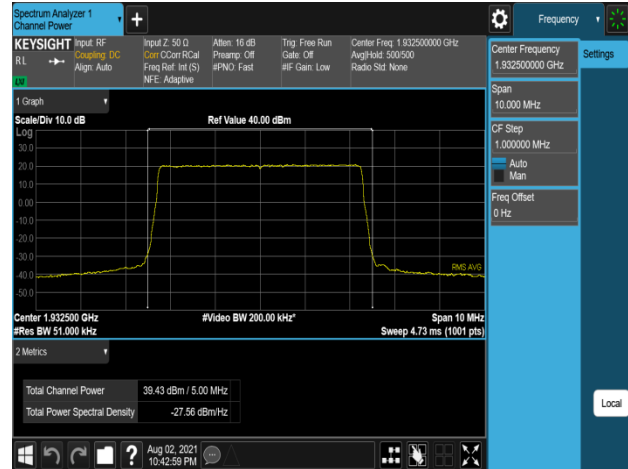 Spectrum Analyzer 1
Channel Power
+
Frequency
KEYSIGHT
RL
LW
Input: RF
Coupling: DC
Align: Auto
Input Z: 50 Ω
Corr CCorr RCal
Freq Ref: Int (S)
NFE: Adaptive
Atten: 16 dB
Preamp: Off
#PNO: Fast
Trig: Free Run
Gate: Off
#IF Gain: Low
Center Freq: 1.932500000 GHz
Avg|Hold: 500/500
Radio Std: None
Center Frequency
1.932500000 GHz
Settings
Span
10.000 MHz
CF Step
1.000000 MHz
Auto
Man
Freq Offset
0 Hz
1 Graph
Scale/Div 10.0 dB
Ref Value 40.00 dBm
Log
30.0
20.0
10.0
0.00
-10.0
-20.0
-30.0
-40.0
-50.0
RMS AVG
Center 1.932500 GHz
#Video BW 200.00 kHz*
Span 10 MHz
#Res BW 51.000 kHz
Sweep 4.73 ms (1001 pts)
2 Metrics
Total Channel Power 39.43 dBm / 5.00 MHz
Total Power Spectral Density -27.56 dBm/Hz
Local
?
Aug 02, 2021
10:42:59 PM